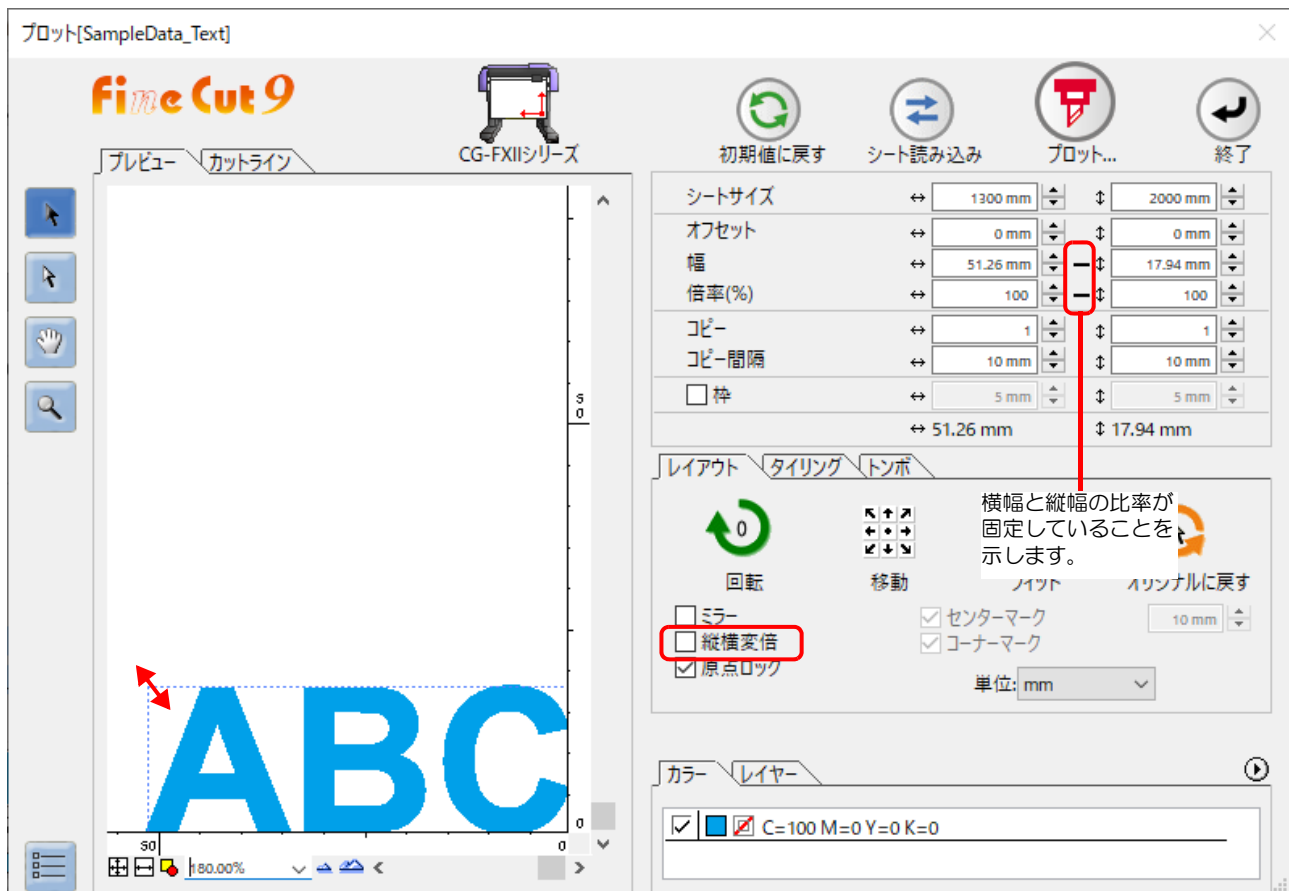 プロット[SampleData_Text]
FineCut9
CG-FXIIシリーズ
初期値に戻す
シート読み込み
プロット...
終了
プレビュー
カットライン
シートサイズ
1300 mm
2000 mm
オフセット
0 mm
0 mm
幅
51.26 mm
17.94 mm
倍率(%)
100
100
コピー
1
1
コピー間隔
10 mm
10 mm
枠
5 mm
5 mm
51.26 mm
17.94 mm
レイアウト
タイリング
トンボ
横幅と縦幅の比率が
固定していることを
示します。
0
回転
移動
フィット
オリジナルに戻す
ミラー
センターマーク
10 mm
縦横変倍
コーナーマーク
原点ロック
単位: mm
50
0
ABC
50
0
0
180.00%
カラー
レイヤー
C=100 M=0 Y=0 K=0